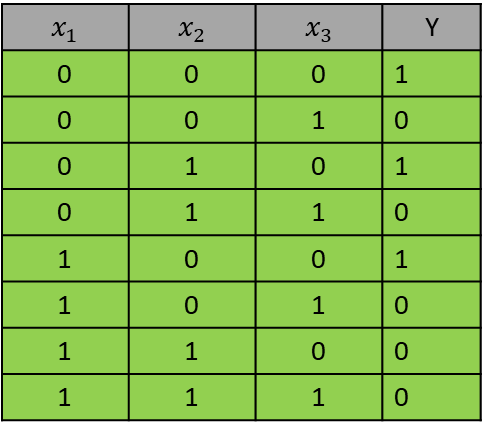 x₁ x₂ x₃ Y
0 0 0 1
0 0 1 0
0 1 0 1
0 1 1 0
1 0 0 1
1 0 1 0
1 1 0 0
1 1 1 0